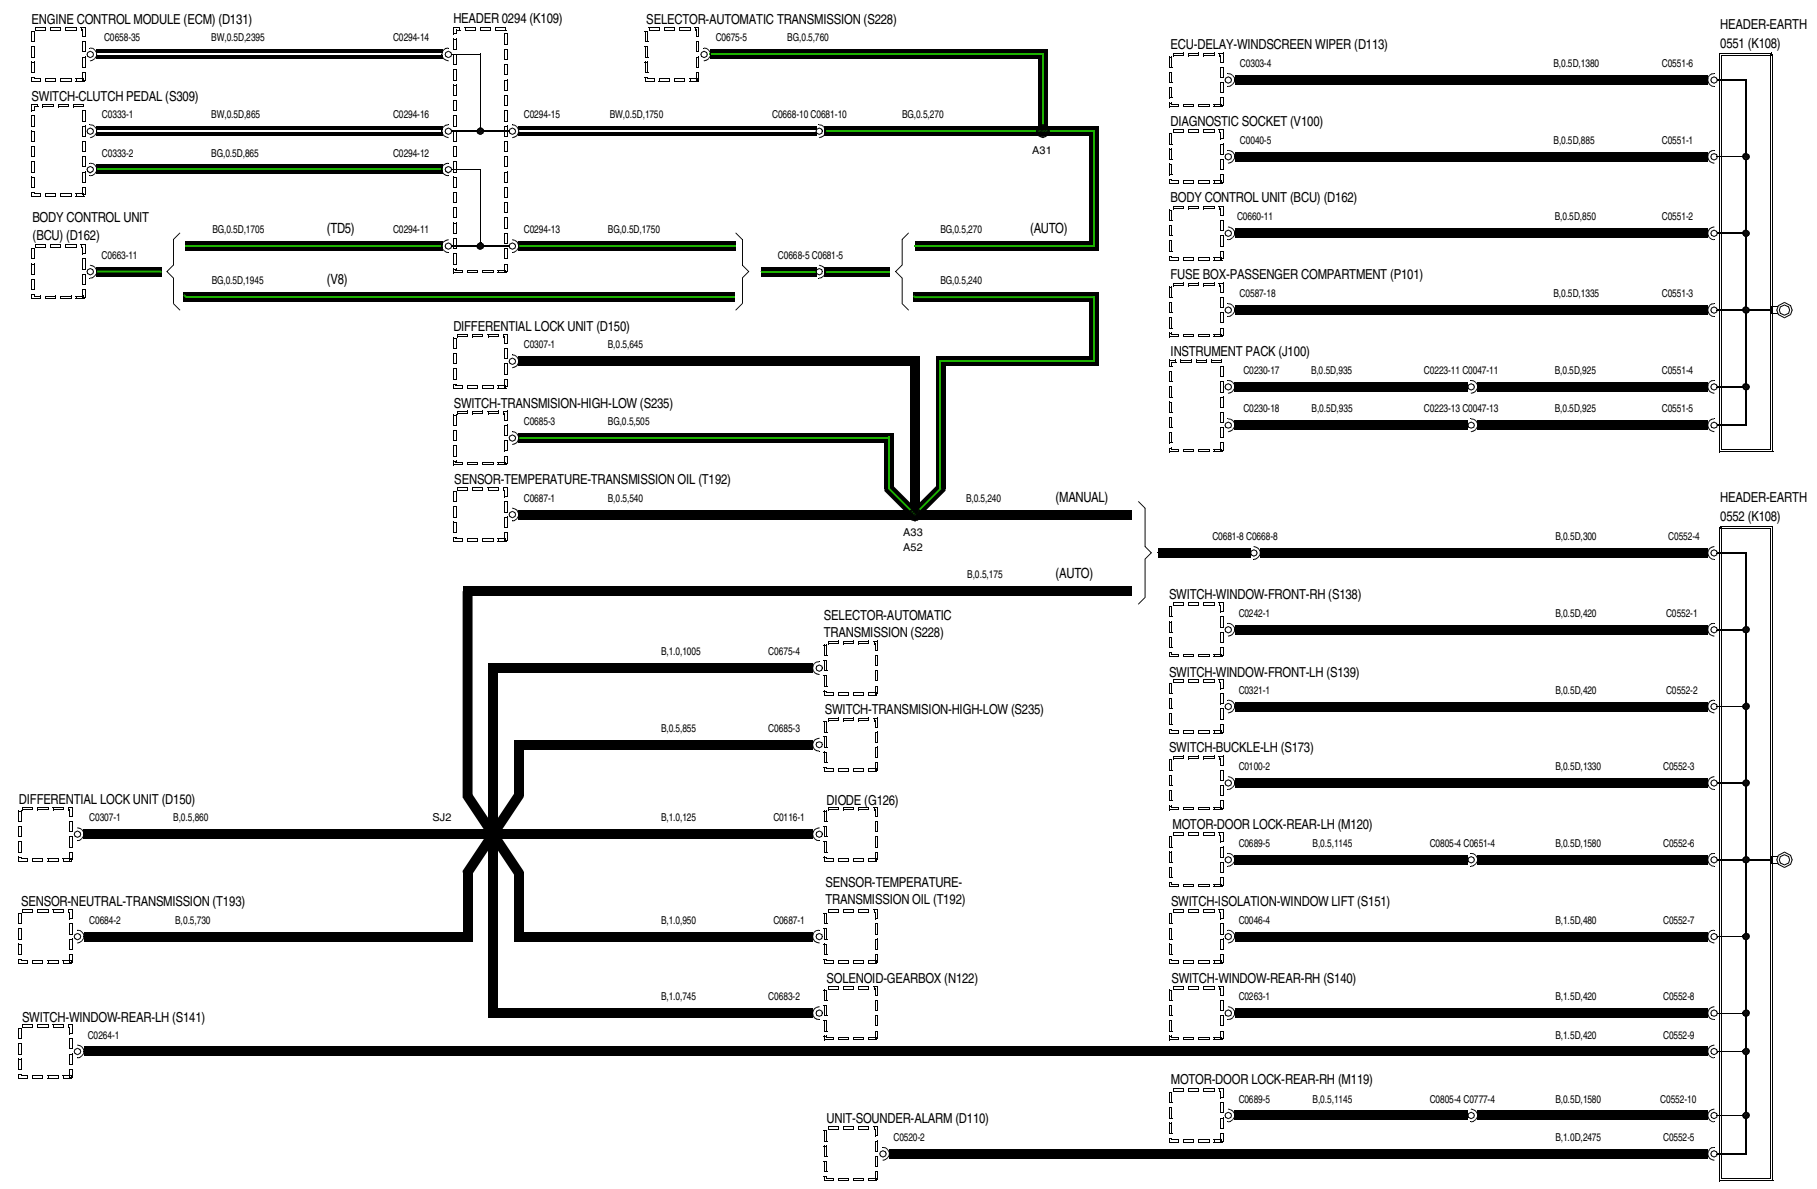 ENGINE CONTROL MODULE (ECM) (D131)
C0658-35 BW,0.5D,2395 C0294-14
HEADER 0294 (K109)
SELECTOR-AUTOMATIC TRANSMISSION (S228)
C0675-5 BG,0.5,760
SWITCH-CLUTCH PEDAL (S309)
C0333-1 BW,0.5D,865 C0294-16
C0294-15 BW,0.5D,1750 C0668-10 C0681-10 BG,0.5,270
A31
C0333-2 BG,0.5D,865 C0294-12
BODY CONTROL UNIT
(BCU) (D162)
C0663-11
BG,0.5D,1705 (TD5) C0294-11
C0294-13 BG,0.5D,1750
BG,0.5D,1945 (V8)
C0668-5 C0681-5
BG,0.5,270 (AUTO)
BG,0.5,240
DIFFERENTIAL LOCK UNIT (D150)
C0307-1 B,0.5,645
SWITCH-TRANSMISION-HIGH-LOW (S235)
C0685-3 BG,0.5,505
SENSOR-TEMPERATURE-TRANSMISSION OIL (T192)
C0687-1 B,0.5,540
A33
A52
B,0.5,240 (MANUAL)
B,0.5,175 (AUTO)
SELECTOR-AUTOMATIC
TRANSMISSION (S228)
B,1.0,1005 C0675-4
SWITCH-TRANSMISION-HIGH-LOW (S235)
B,0.5,855 C0685-3
DIFFERENTIAL LOCK UNIT (D150)
C0307-1 B,0.5,860
SJ2
DIODE (G126)
B,1.0,125 C0116-1
SENSOR-NEUTRAL-TRANSMISSION (T193)
C0684-2 B,0.5,730
SENSOR-TEMPERATURE-
TRANSMISSION OIL (T192)
B,1.0,950 C0687-1
SOLENOID-GEARBOX (N122)
B,1.0,745 C0683-2
SWITCH-WINDOW-REAR-LH (S141)
C0264-1
B,1.5D,420 C0552-9
UNIT-SOUNDER-ALARM (D110)
C0520-2
B,1.0D,2475 C0552-5
HEADER-EARTH
0551 (K108)
ECU-DELAY-WINDSCREEN WIPER (D113)
C0303-4 B,0.5D,1380 C0551-6
DIAGNOSTIC SOCKET (V100)
C0040-5 B,0.5D,885 C0551-1
BODY CONTROL UNIT (BCU) (D162)
C0660-11 B,0.5D,850 C0551-2
FUSE BOX-PASSENGER COMPARTMENT (P101)
C0587-18 B,0.5D,1335 C0551-3
INSTRUMENT PACK (J100)
C0230-17 B,0.5D,935 C0223-11 C0047-11 B,0.5D,925 C0551-4
C0230-18 B,0.5D,935 C0223-13 C0047-13 B,0.5D,925 C0551-5
HEADER-EARTH
0552 (K108)
C0681-8 C0668-8 B,0.5D,300 C0552-4
SWITCH-WINDOW-FRONT-RH (S138)
C0242-1 B,0.5D,420 C0552-1
SWITCH-WINDOW-FRONT-LH (S139)
C0321-1 B,0.5D,420 C0552-2
SWITCH-BUCKLE-LH (S173)
C0100-2 B,0.5D,1330 C0552-3
MOTOR-DOOR LOCK-REAR-LH (M120)
C0689-5 B,0.5,1145 C0805-4 C0651-4 B,0.5D,1580 C0552-6
SWITCH-ISOLATION-WINDOW LIFT (S151)
C0046-4 B,1.5D,480 C0552-7
SWITCH-WINDOW-REAR-RH (S140)
C0263-1 B,1.5D,420 C0552-8
MOTOR-DOOR LOCK-REAR-RH (M119)
C0689-5 B,0.5,1145 C0805-4 C0777-4 B,0.5D,1580 C0552-10